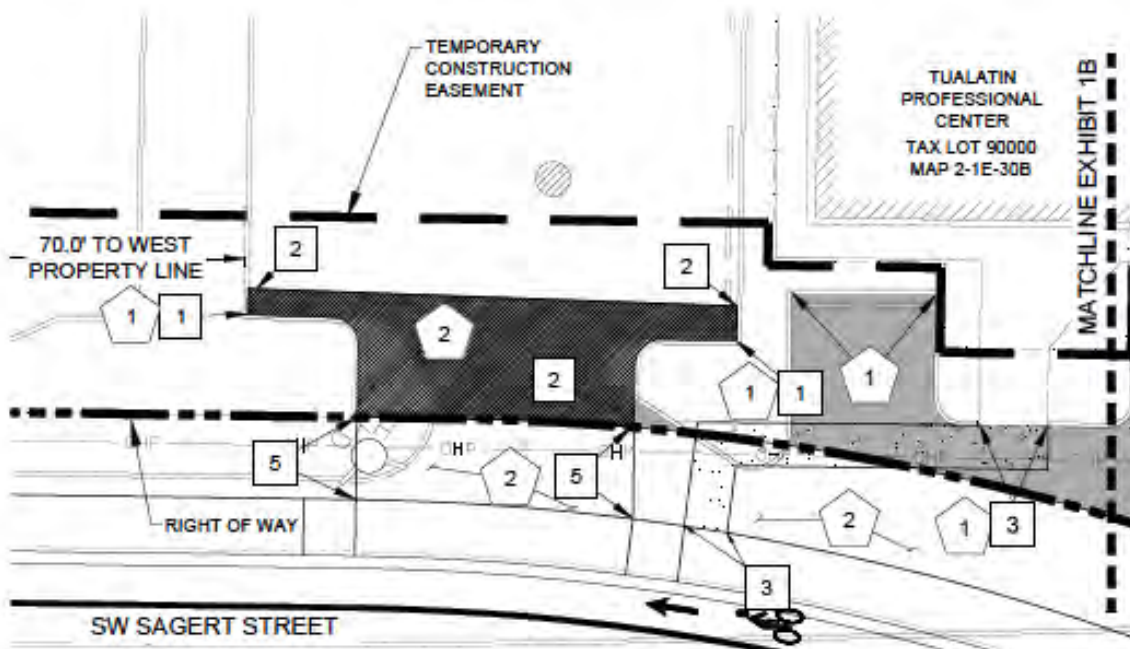 TEMPORARY
CONSTRUCTION
EASEMENT
TUALATIN
PROFESSIONAL
CENTER
TAX LOT 90000
MAP 2-1E-30B
MATCHLINE EXHIBIT 1B
70.0' TO WEST
PROPERTY LINE
2
2
1
1
2
2
1
1
1
5
OHP
2
5
RIGHT OF WAY
2
1
3
3
SW SAGERT STREET